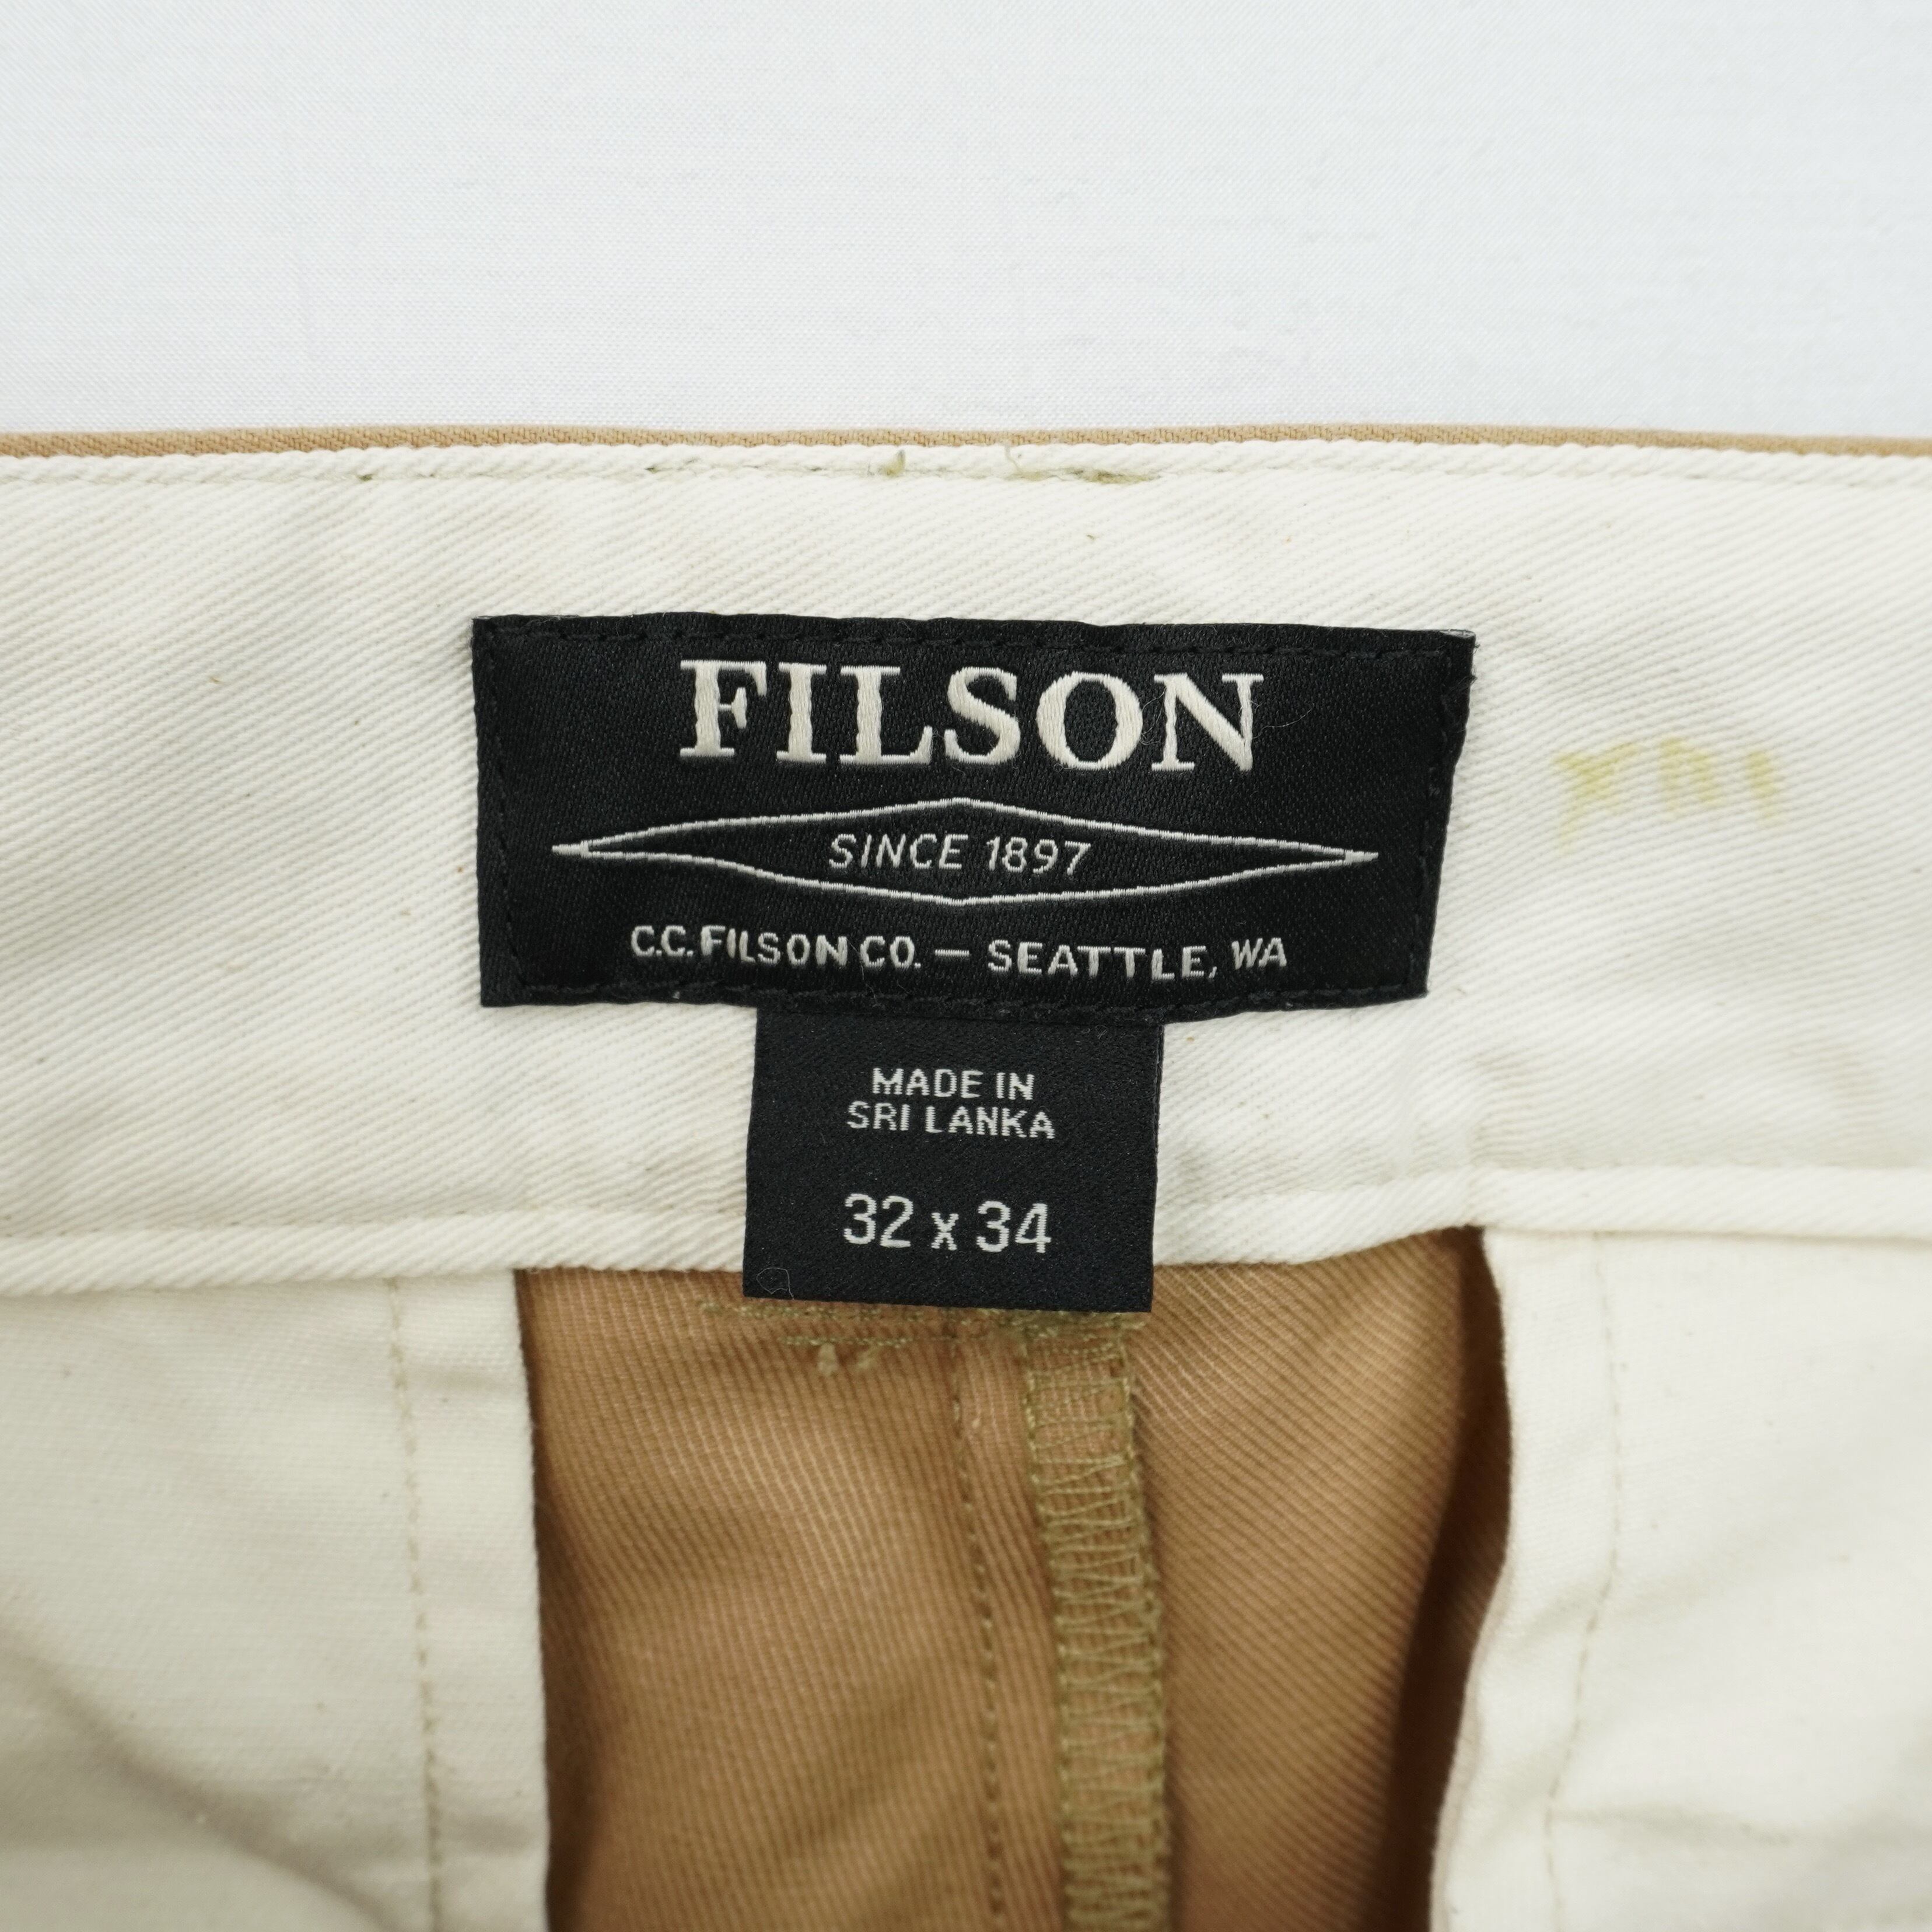 FILSON
SINCE 1897
C.C. FILSON CO. — SEATTLE, WA
MADE IN
SRI LANKA
32 x 34